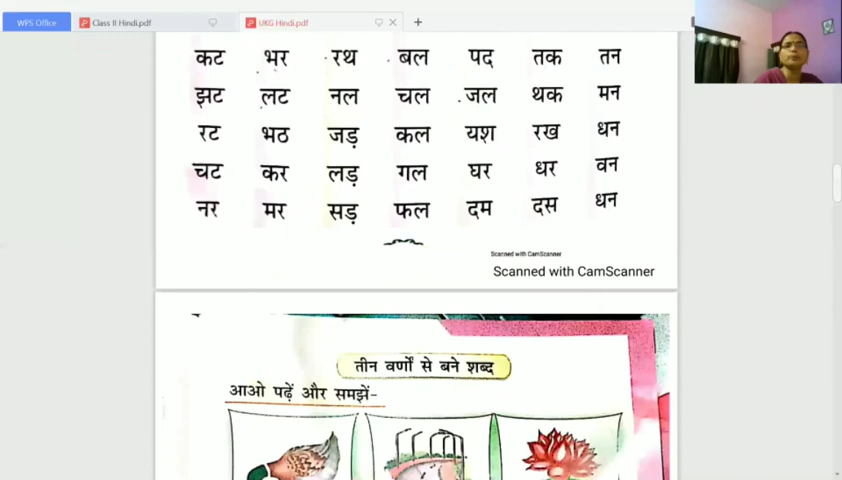 WPS Office Class II Hindi.pdf UKG Hindi.pdf
कट भर रथ बल पद तक तन
झट लट नल चल जल थक मन
रट भठ जड़ कल यश रख धन
चट कर लड़ गल घर धर वन
नर मर सड़ फल दम दस धन
Scanned with CamScanner
Scanned with CamScanner
तीन वर्णों से बने शब्द
आओ पढ़ें और समझें-